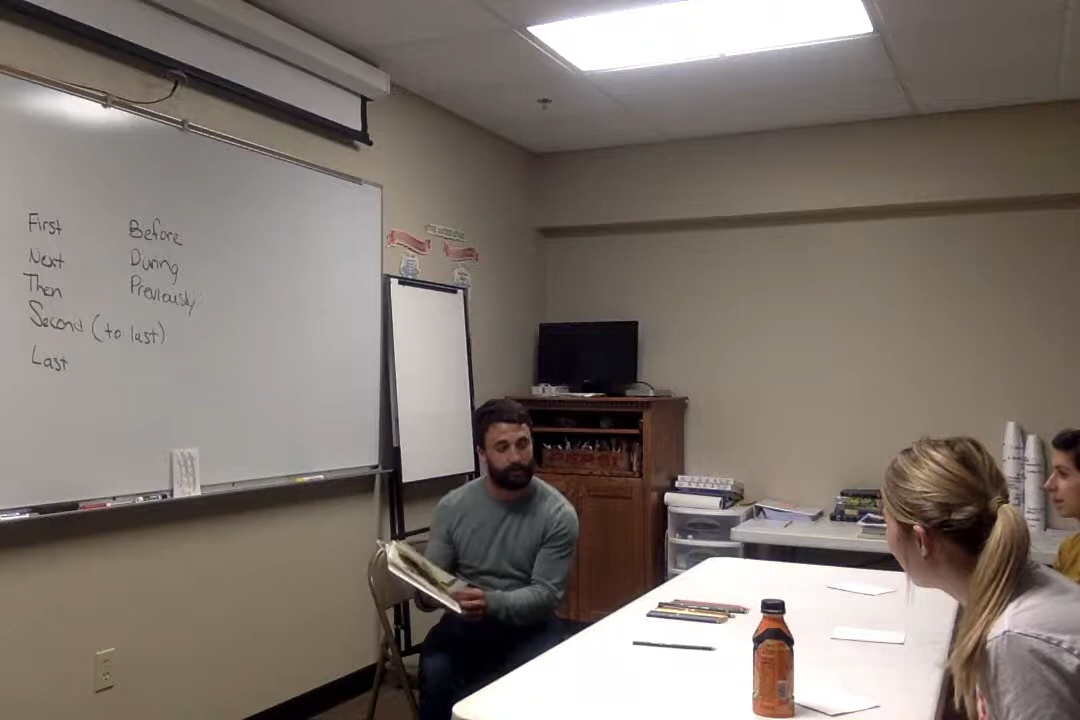 First
Next
Then
Second (to last)
Last
Before
During
Previously